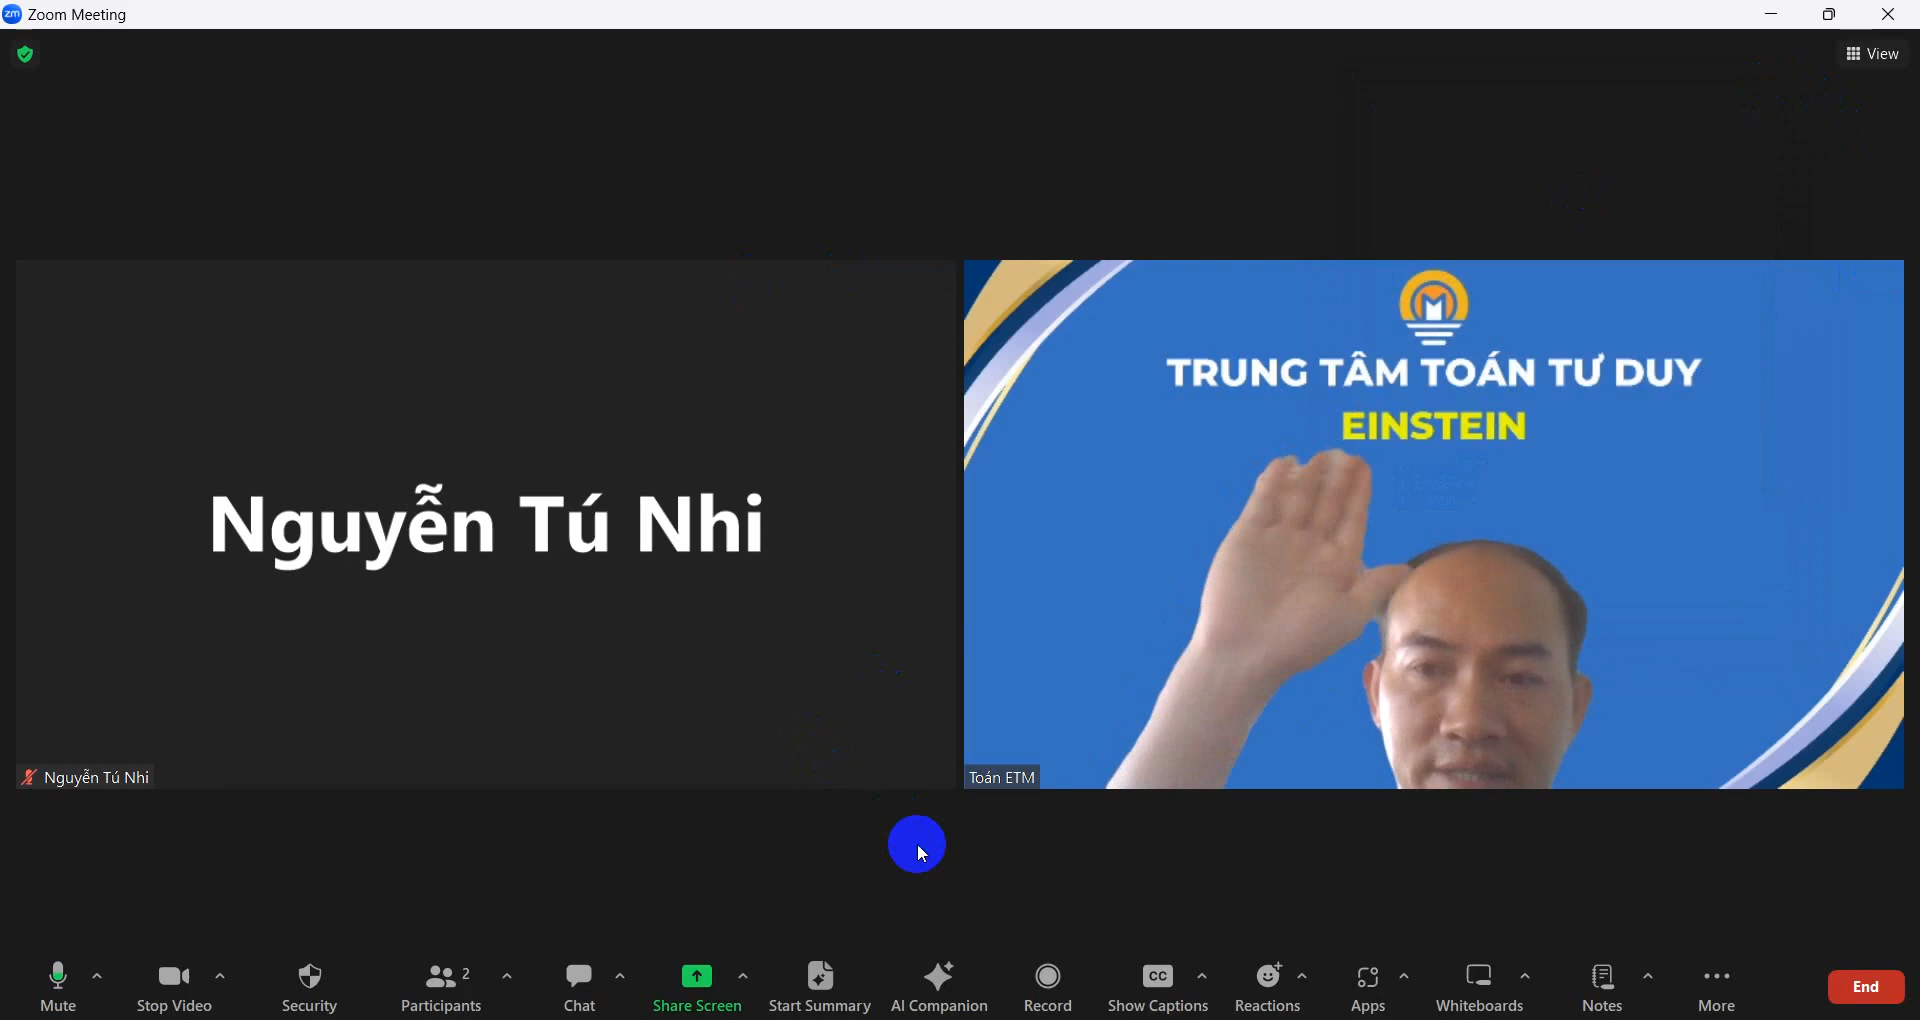 Zoom Meeting
View
TRUNG TÂM TOÁN TƯ DUY
EINSTEIN
Nguyễn Tú Nhi
Nguyễn Tú Nhi
Toán ETM
2
CC
Mute
Stop Video
Security
Participants
Chat
Share Screen
Start Summary
AI Companion
Record
Show Captions
Reactions
Apps
Whiteboards
Notes
More
End